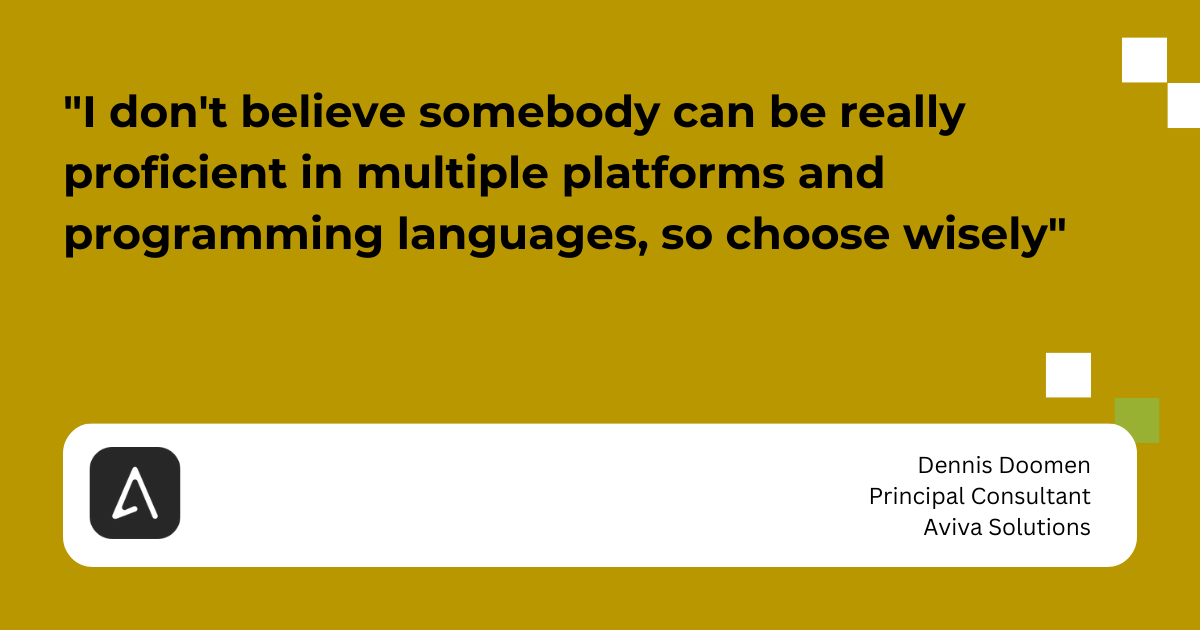 "I don't believe somebody can be really
proficient in multiple platforms and
programming languages, so choose wisely"
Dennis Doomen
Principal Consultant
Aviva Solutions